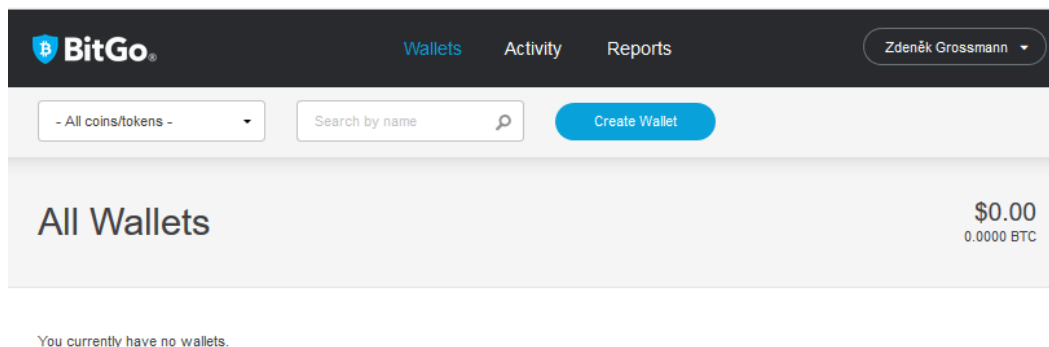 BitGo®
Wallets Activity Reports
Zdeněk Grossmann
- All coins/tokens -
Search by name
Create Wallet
All Wallets
$0.00
0.0000 BTC
You currently have no wallets.